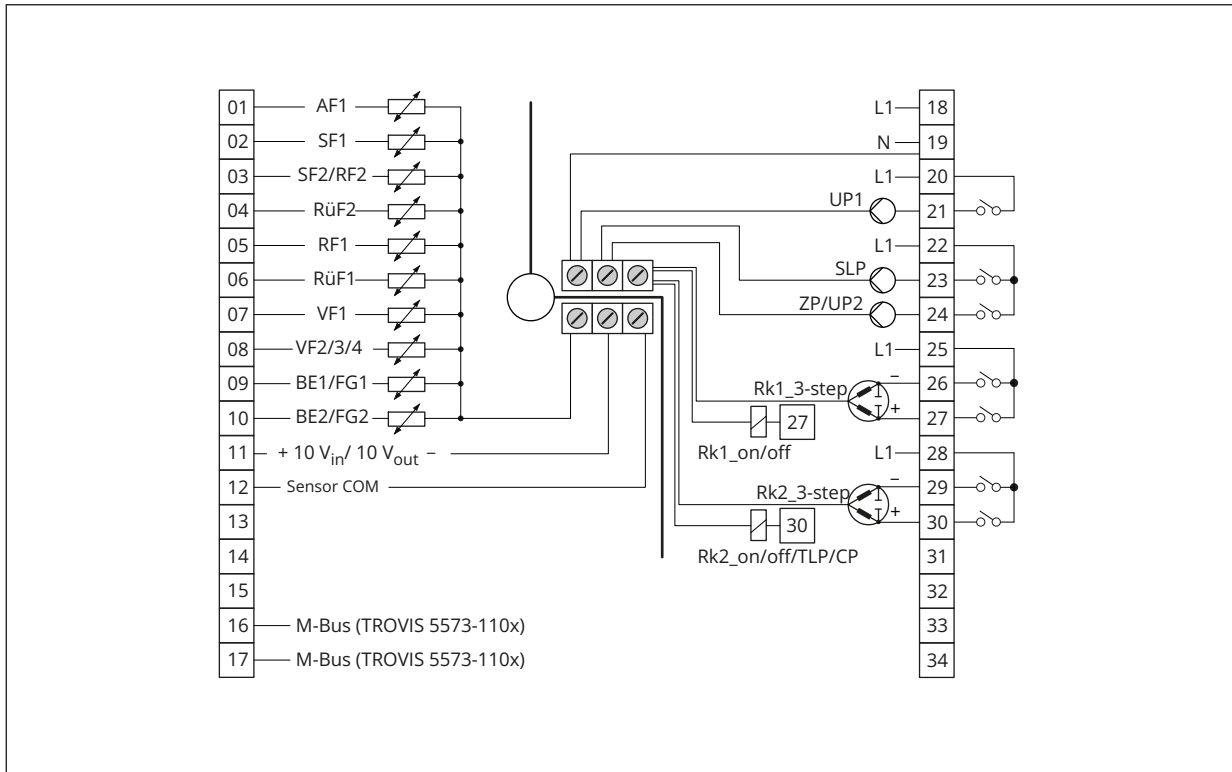 01 AF1
02 SF1
03 SF2/RF2
04 RüF2
05 RF1
06 RüF1
07 VF1
08 VF2/3/4
09 BE1/FG1
10 BE2/FG2
11 + 10 Vin/ 10 Vout −
12 Sensor COM
13
14
15
16 M-Bus (TROVIS 5573-110x)
17 M-Bus (TROVIS 5573-110x)
L1 18
N 19
L1 20
UP1 21
L1 22
SLP 23
ZP/UP2 24
L1 25
Rk1_3-step − 26
+ 27
27
Rk1_on/off
L1 28
Rk2_3-step − 29
+ 30
30
Rk2_on/off/TLP/CP
31
32
33
34